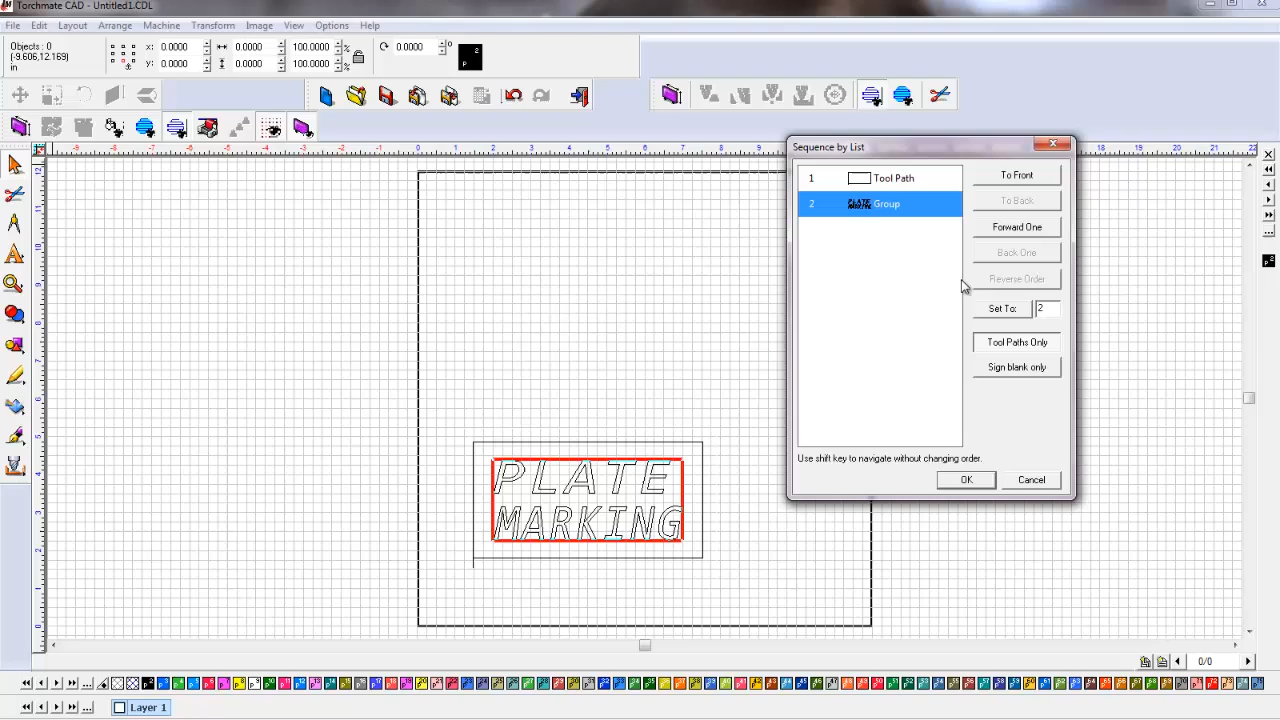 Torchmate CAD - Untitled1.CDL
File Edit Layout Arrange Machine Transform Image View Options Help
Objects: 0
(-9.606,12.169)
in
x: 0.0000 0.0000 100.0000 % 0.0000 °
y: 0.0000 0.0000 100.0000 %
Sequence by List
1 Tool Path
2 PLATE MARKING Group
To Front
To Back
Forward One
Back One
Reverse Order
Set To: 2
Tool Paths Only
Sign blank only
Use shift key to navigate without changing order.
OK Cancel
PLATE
MARKING
0/0
Layer 1